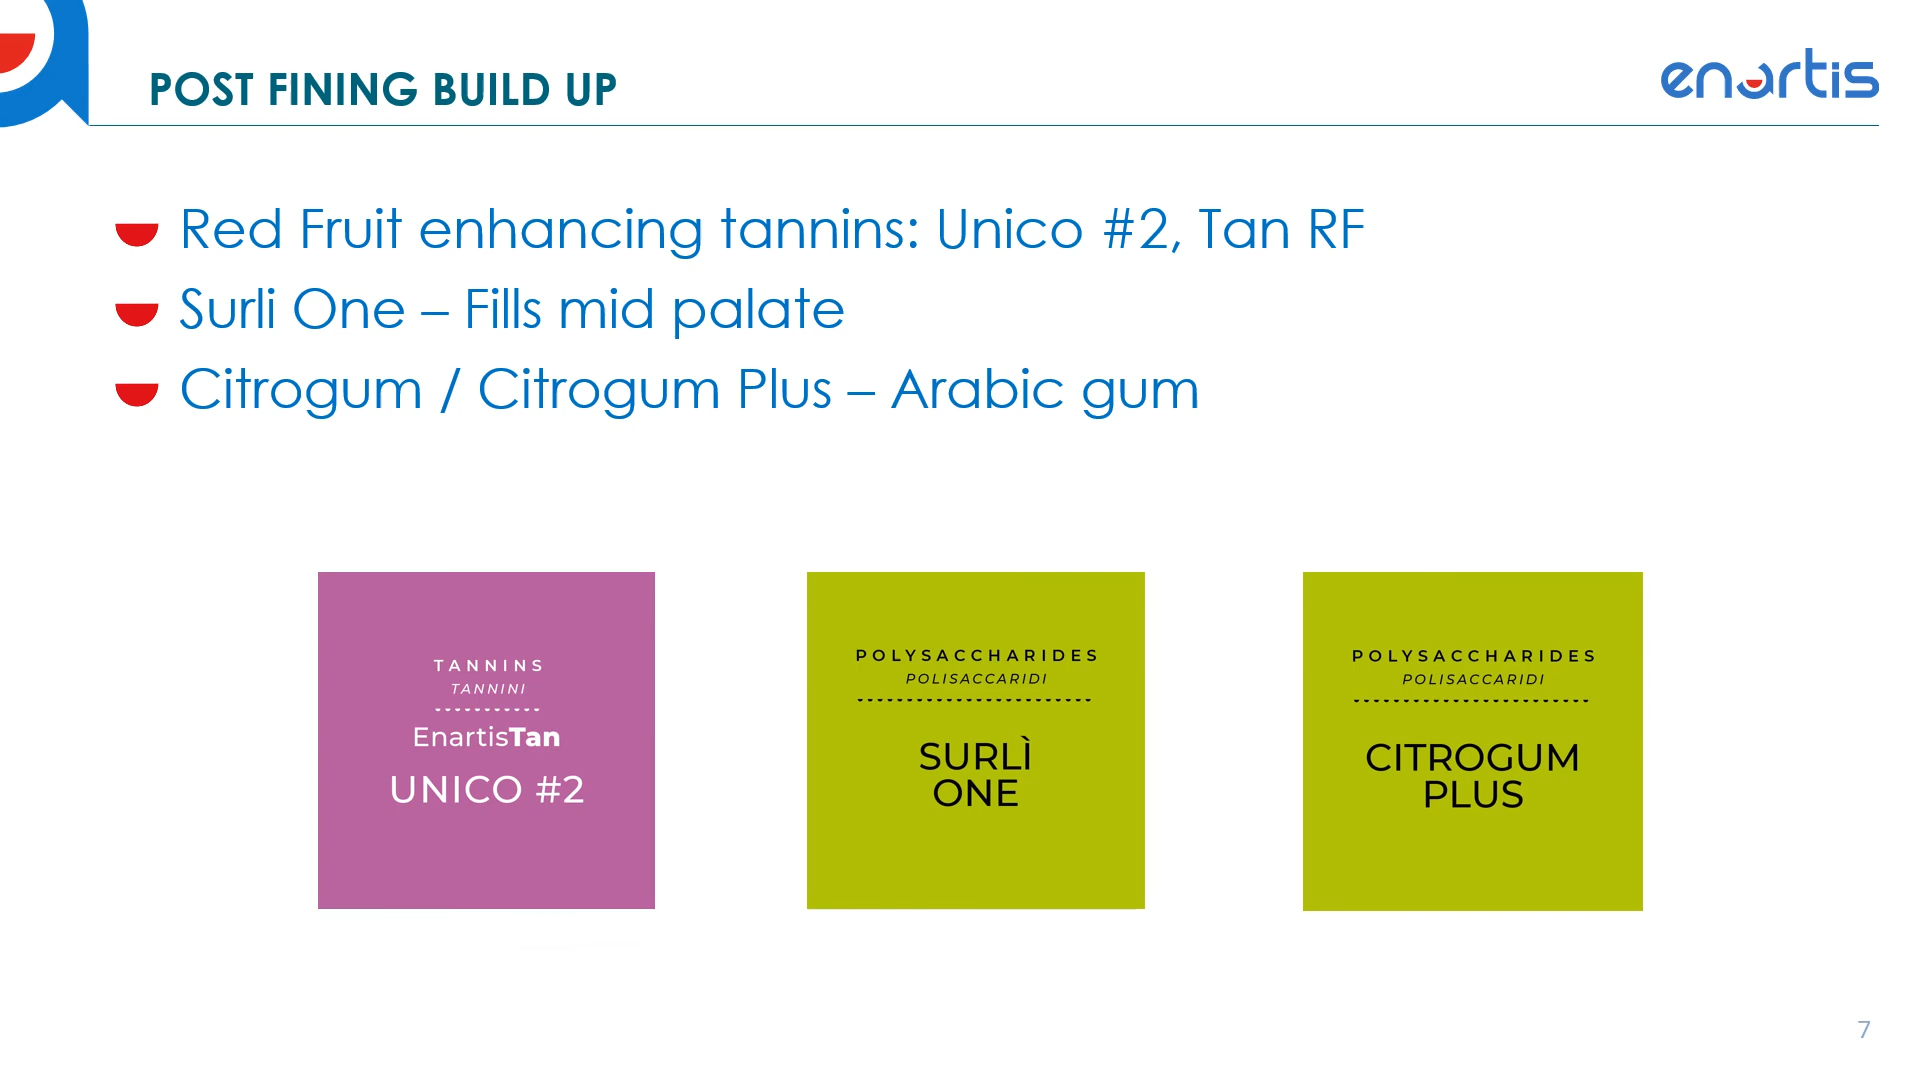 POST FINING BUILD UP
enartis
Red Fruit enhancing tannins: Unico #2, Tan RF
Surli One – Fills mid palate
Citrogum / Citrogum Plus – Arabic gum
TANNINS
TANNINI
EnartisTan
UNICO #2
POLYSACCHARIDES
POLISACCARIDI
SURLÌ
ONE
POLYSACCHARIDES
POLISACCARIDI
CITROGUM
PLUS
7